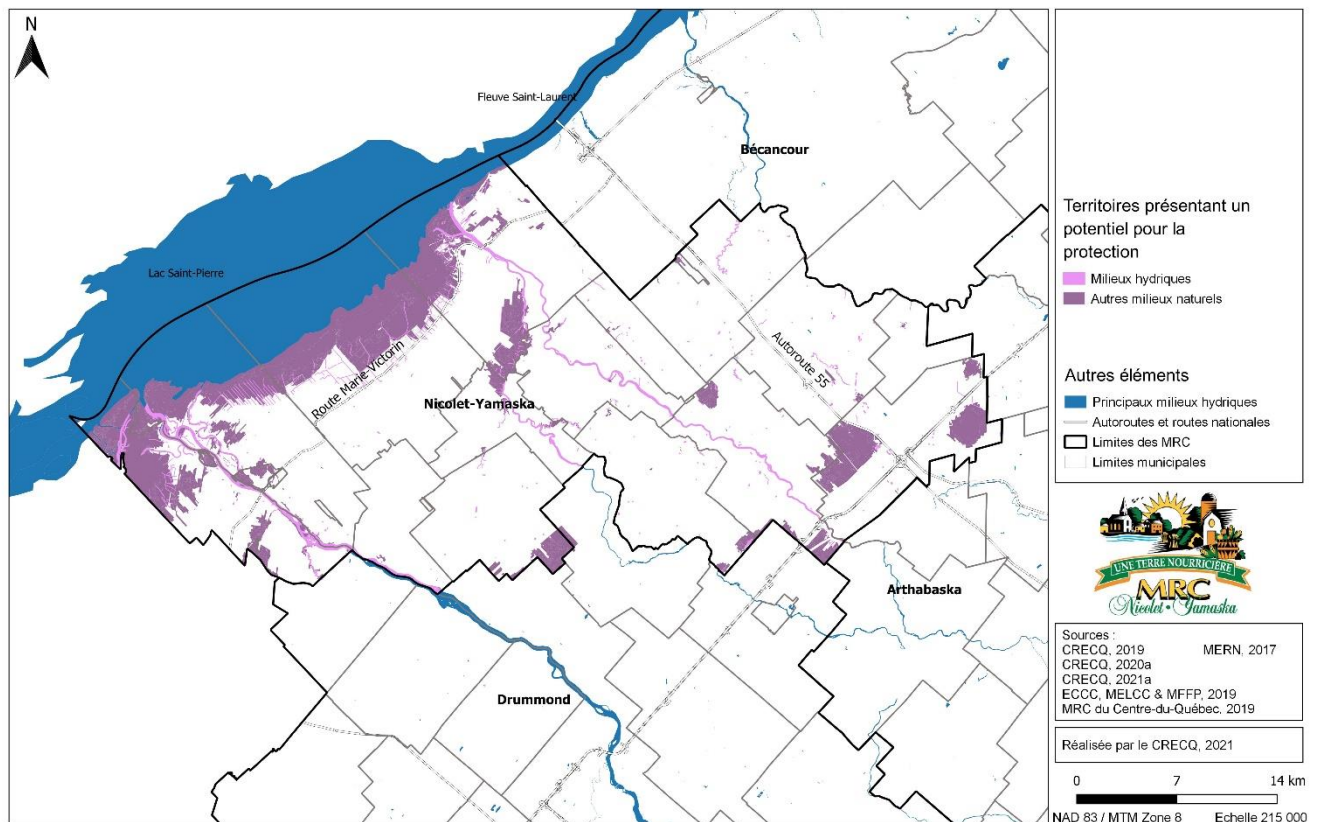 N
Fleuve Saint-Laurent
Bécancour
Lac Saint-Pierre
Route Marie-Victorin
Autoroute 55
Nicolet-Yamaska
Arthabaska
Drummond
Territoires présentant un
potentiel pour la
protection
Milieux hydriques
Autres milieux naturels
Autres éléments
Principaux milieux hydriques
Autoroutes et routes nationales
Limites des MRC
Limites municipales
UNE TERRE NOURRICIÈRE
MRC
Nicolet • Yamaska
Sources :
CRECQ, 2019 MERN, 2017
CRECQ, 2020a
CRECQ, 2021a
ECCC, MELCC & MFFP, 2019
MRC du Centre-du-Québec, 2019
Réalisée par le CRECQ, 2021
0 7 14 km
NAD 83 / MTM Zone 8 Echelle 215 000